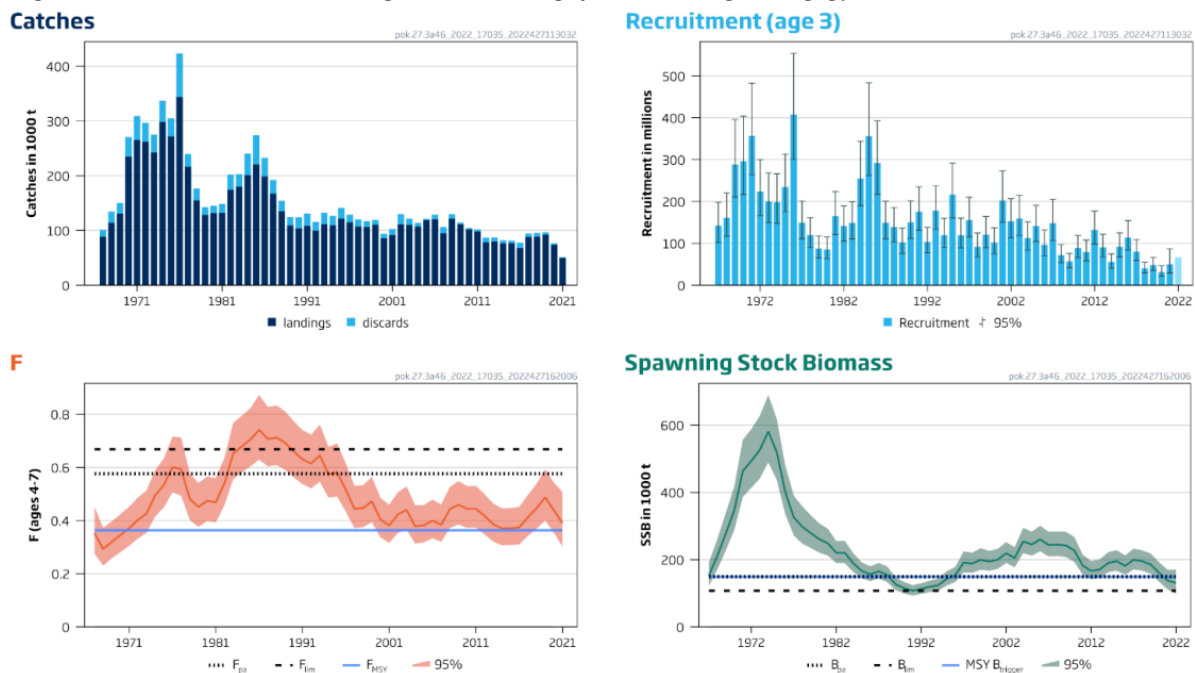 Catches
pok.27.3a46_2022_17035_2022427113032
Catches in 1000 t
400
300
200
100
0
1971 1981 1991 2001 2011 2021
landings discards
Recruitment (age 3)
pok.27.3a46_2022_17035_2022427113032
Recruitment in millions
500
400
300
200
100
0
1972 1982 1992 2002 2012 2022
Recruitment 95%
F
pok.27.3a46_2022_17035_2022427162006
F (ages 4-7)
0.8
0.6
0.4
0.2
0
1971 1981 1991 2001 2011 2021
Fpa Flim FMSY 95%
Spawning Stock Biomass
pok.27.3a46_2022_17035_2022427162006
SSB in 1000 t
600
400
200
0
1972 1982 1992 2002 2012 2022
Bpa Blim MSY Btrigger 95%